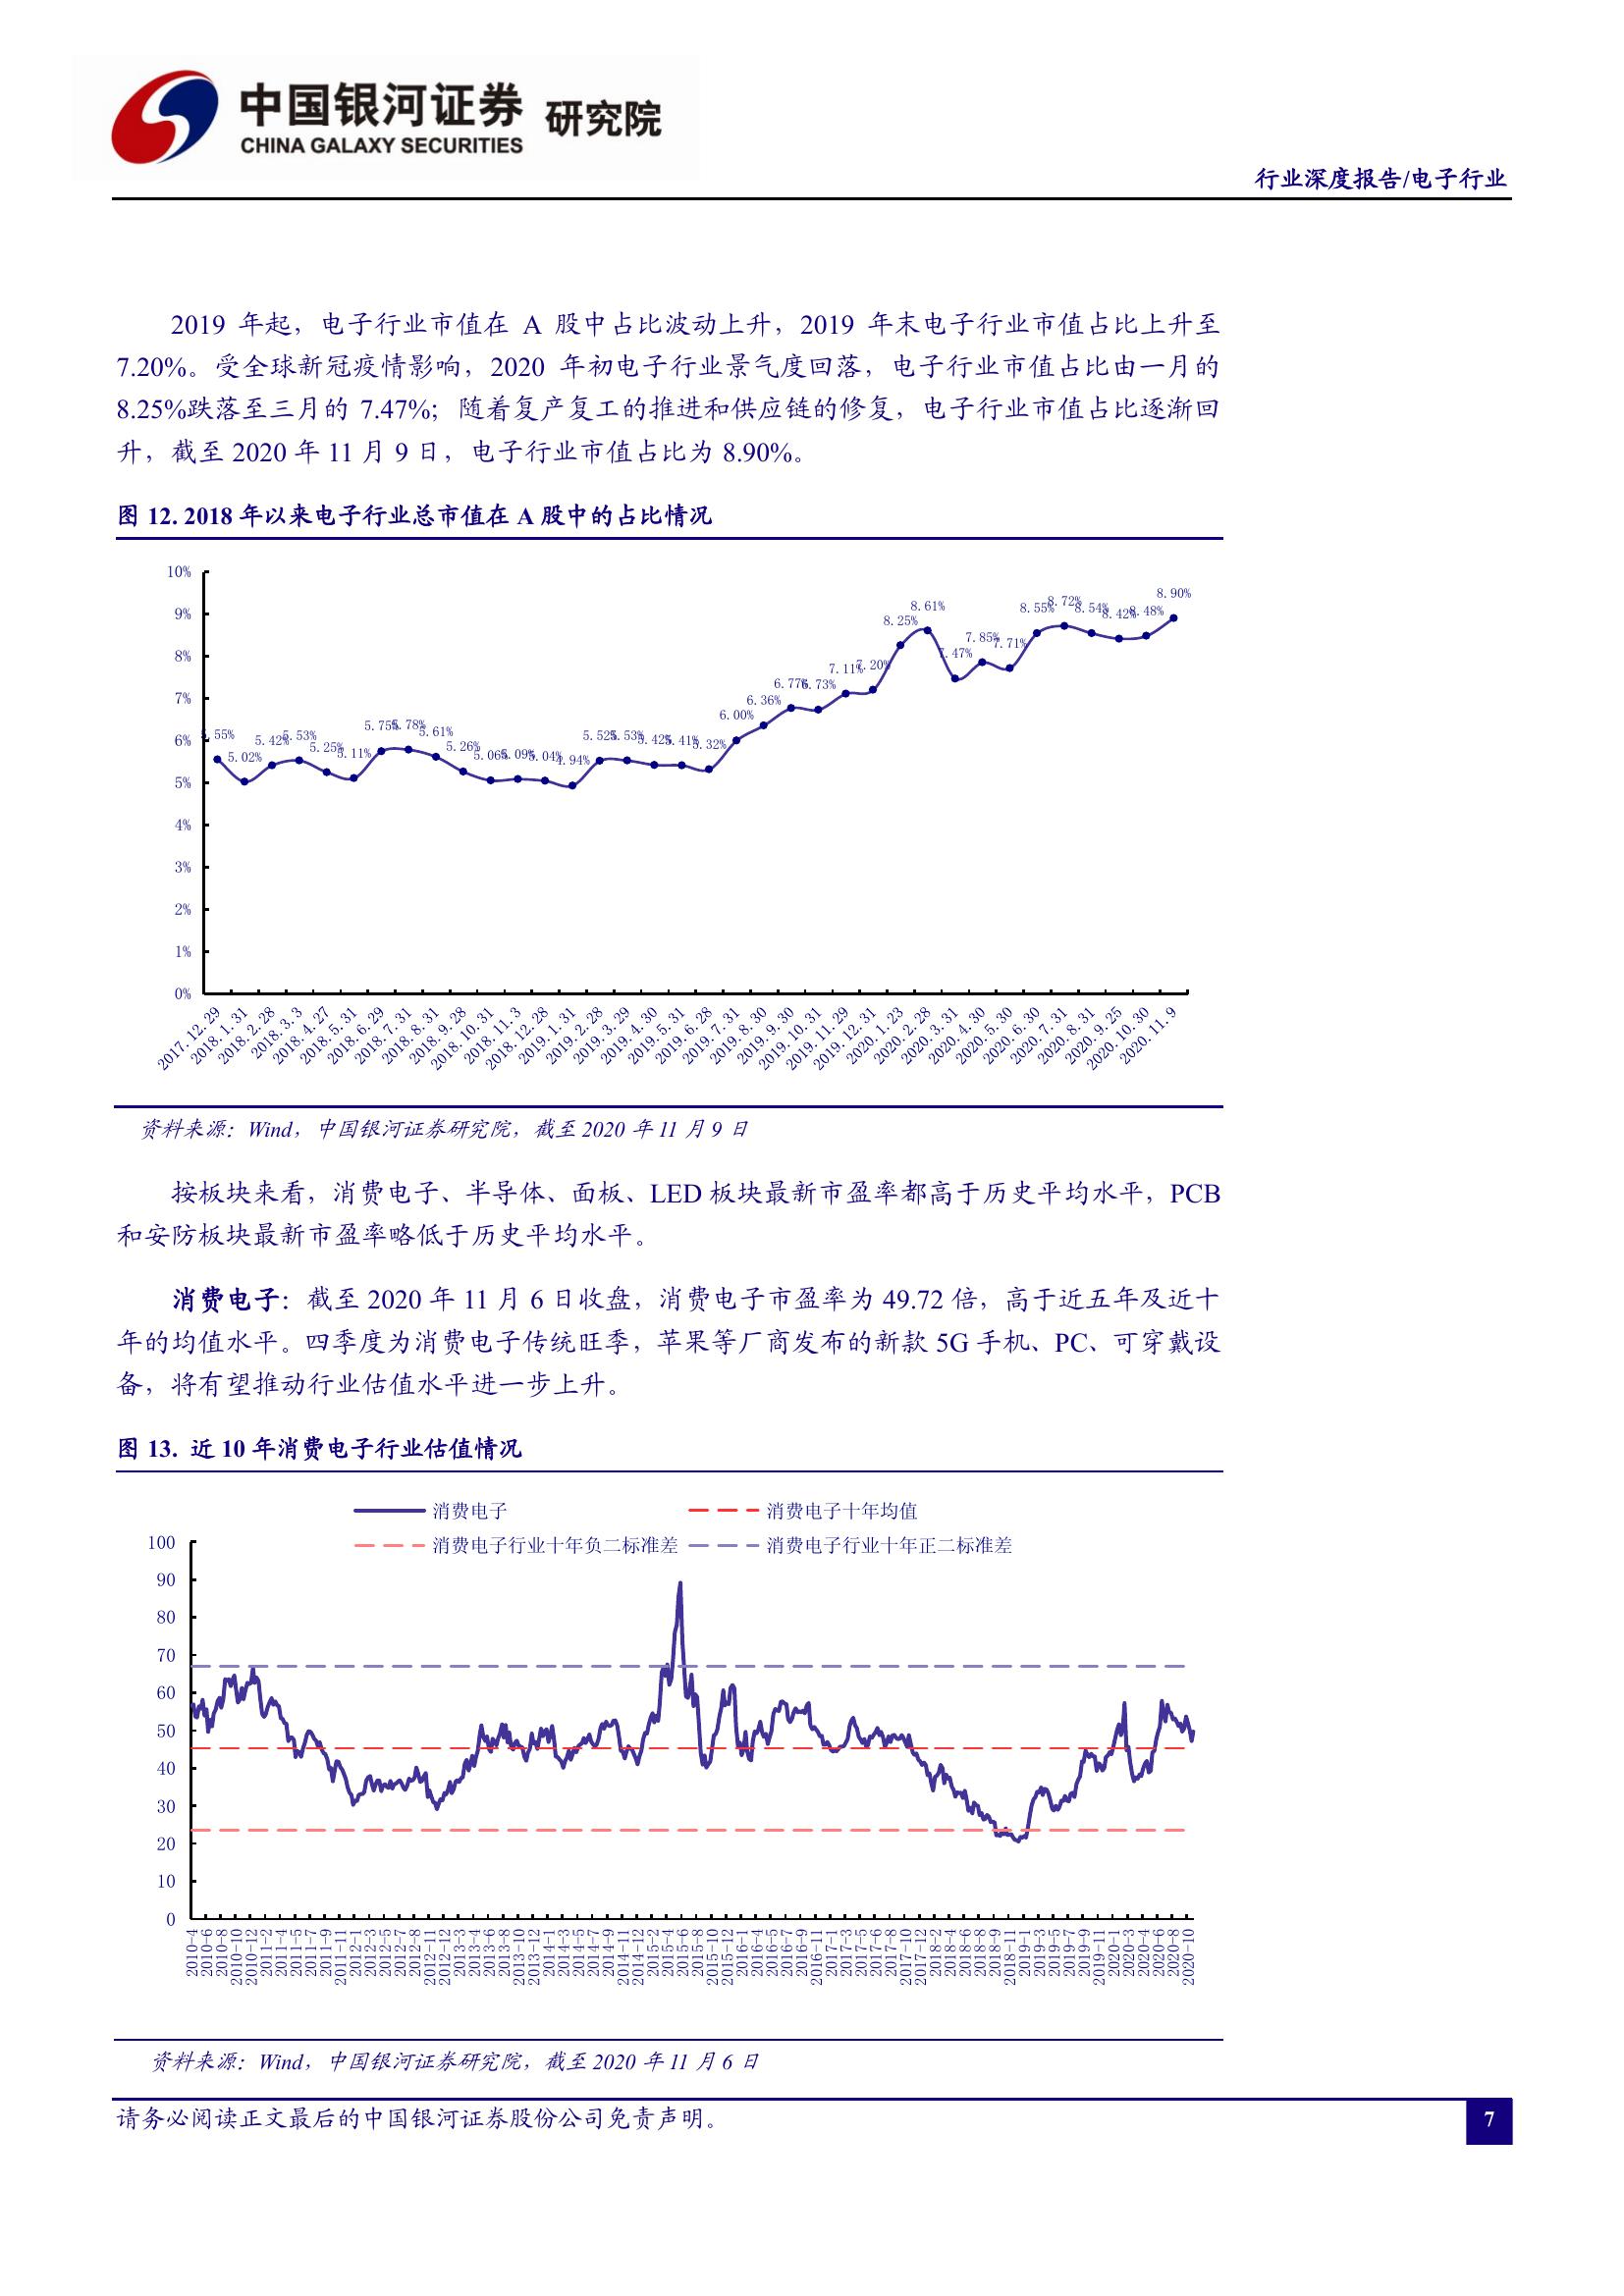 中国银河证券 研究院
CHINA GALAXY SECURITIES
行业深度报告/电子行业
2019 年起，电子行业市值在 A 股中占比波动上升，2019 年末电子行业市值占比上升至
7.20%。受全球新冠疫情影响，2020 年初电子行业景气度回落，电子行业市值占比由一月的
8.25%跌落至三月的 7.47%；随着复产复工的推进和供应链的修复，电子行业市值占比逐渐回
升，截至 2020 年 11 月 9 日，电子行业市值占比为 8.90%。
图 12. 2018 年以来电子行业总市值在 A 股中的占比情况
10%
9%
8%
7%
6%
5%
4%
3%
2%
1%
0%
5.55% 5.02% 5.42% 5.53% 5.25% 5.11% 5.75% 5.78% 5.61% 5.26% 5.06% 5.09% 5.04% 4.94% 5.52% 5.53% 5.42% 5.41% 5.32% 6.00% 6.36% 6.77% 6.73% 7.11% 7.20% 8.25% 8.61% 7.47% 7.85% 7.71% 8.55% 8.72% 8.54% 8.42% 8.48% 8.90%
2017.12.29 2018.1.31 2018.2.28 2018.3.3 2018.4.27 2018.5.31 2018.6.29 2018.7.31 2018.8.31 2018.9.28 2018.10.31 2018.11.3 2018.12.28 2019.1.31 2019.2.28 2019.3.29 2019.4.30 2019.5.31 2019.6.28 2019.7.31 2019.8.30 2019.9.30 2019.10.31 2019.11.29 2019.12.31 2020.1.23 2020.2.28 2020.3.31 2020.4.30 2020.5.30 2020.6.30 2020.7.31 2020.8.31 2020.9.25 2020.10.30 2020.11.9
资料来源：Wind，中国银河证券研究院，截至 2020 年 11 月 9 日
按板块来看，消费电子、半导体、面板、LED 板块最新市盈率都高于历史平均水平，PCB
和安防板块最新市盈率略低于历史平均水平。
消费电子：截至 2020 年 11 月 6 日收盘，消费电子市盈率为 49.72 倍，高于近五年及近十
年的均值水平。四季度为消费电子传统旺季，苹果等厂商发布的新款 5G 手机、PC、可穿戴设
备，将有望推动行业估值水平进一步上升。
图 13. 近 10 年消费电子行业估值情况
消费电子 消费电子十年均值
消费电子行业十年负二标准差 消费电子行业十年正二标准差
100
90
80
70
60
50
40
30
20
10
0
2010-4 2010-6 2010-8 2010-10 2010-12 2011-2 2011-4 2011-5 2011-7 2011-9 2011-11 2012-1 2012-3 2012-5 2012-7 2012-8 2012-11 2012-12 2013-3 2013-4 2013-6 2013-8 2013-10 2013-12 2014-1 2014-3 2014-5 2014-7 2014-9 2014-11 2014-12 2015-2 2015-4 2015-6 2015-8 2015-10 2015-12 2016-1 2016-4 2016-5 2016-7 2016-9 2016-11 2017-1 2017-3 2017-5 2017-6 2017-8 2017-10 2017-12 2018-2 2018-4 2018-6 2018-8 2018-9 2018-11 2019-1 2019-3 2019-5 2019-7 2019-9 2019-11 2020-1 2020-3 2020-4 2020-6 2020-8 2020-10
资料来源：Wind，中国银河证券研究院，截至 2020 年 11 月 6 日
请务必阅读正文最后的中国银河证券股份公司免责声明。
7